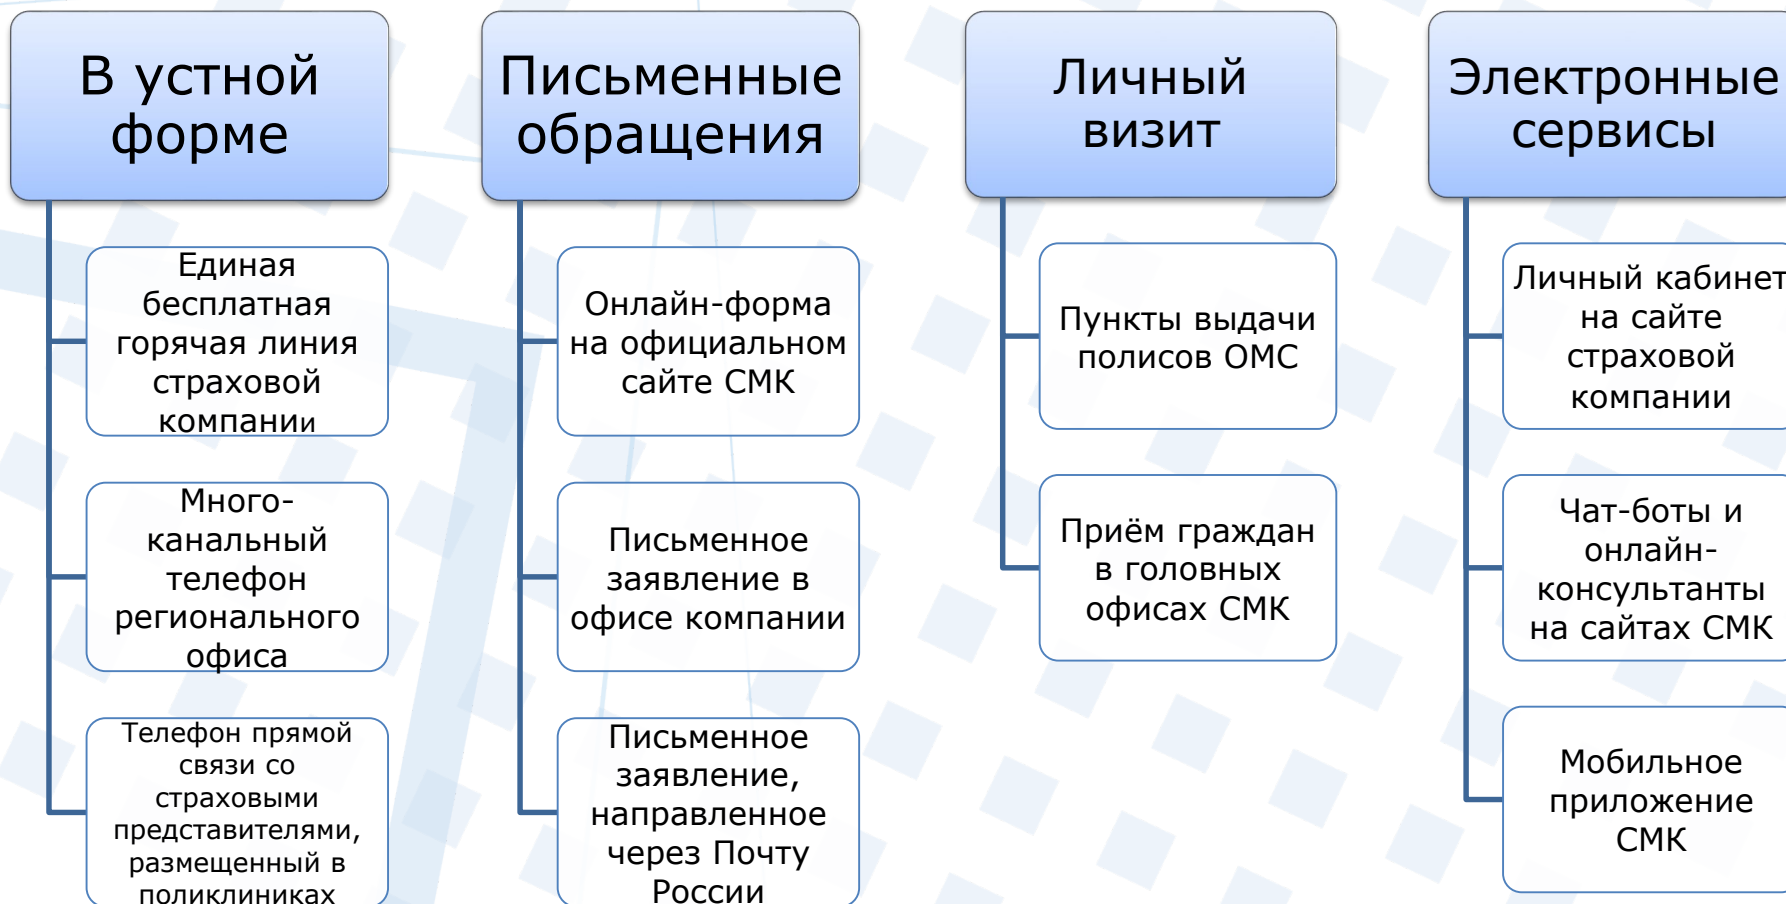 В устной
форме
Единая
бесплатная
горячая линия
страховой
компании
Много-
канальный
телефон
регионального
офиса
Телефон прямой
связи со
страховыми
представителями,
размещенный в
поликлиниках
Письменные
обращения
Онлайн-форма
на официальном
сайте СМК
Письменное
заявление в
офисе компании
Письменное
заявление,
направленное
через Почту
России
Личный
визит
Пункты выдачи
полисов ОМС
Приём граждан
в головных
офисах СМК
Электронные
сервисы
Личный кабинет
на сайте
страховой
компании
Чат-боты и
онлайн-
консультанты
на сайтах СМК
Мобильное
приложение
СМК